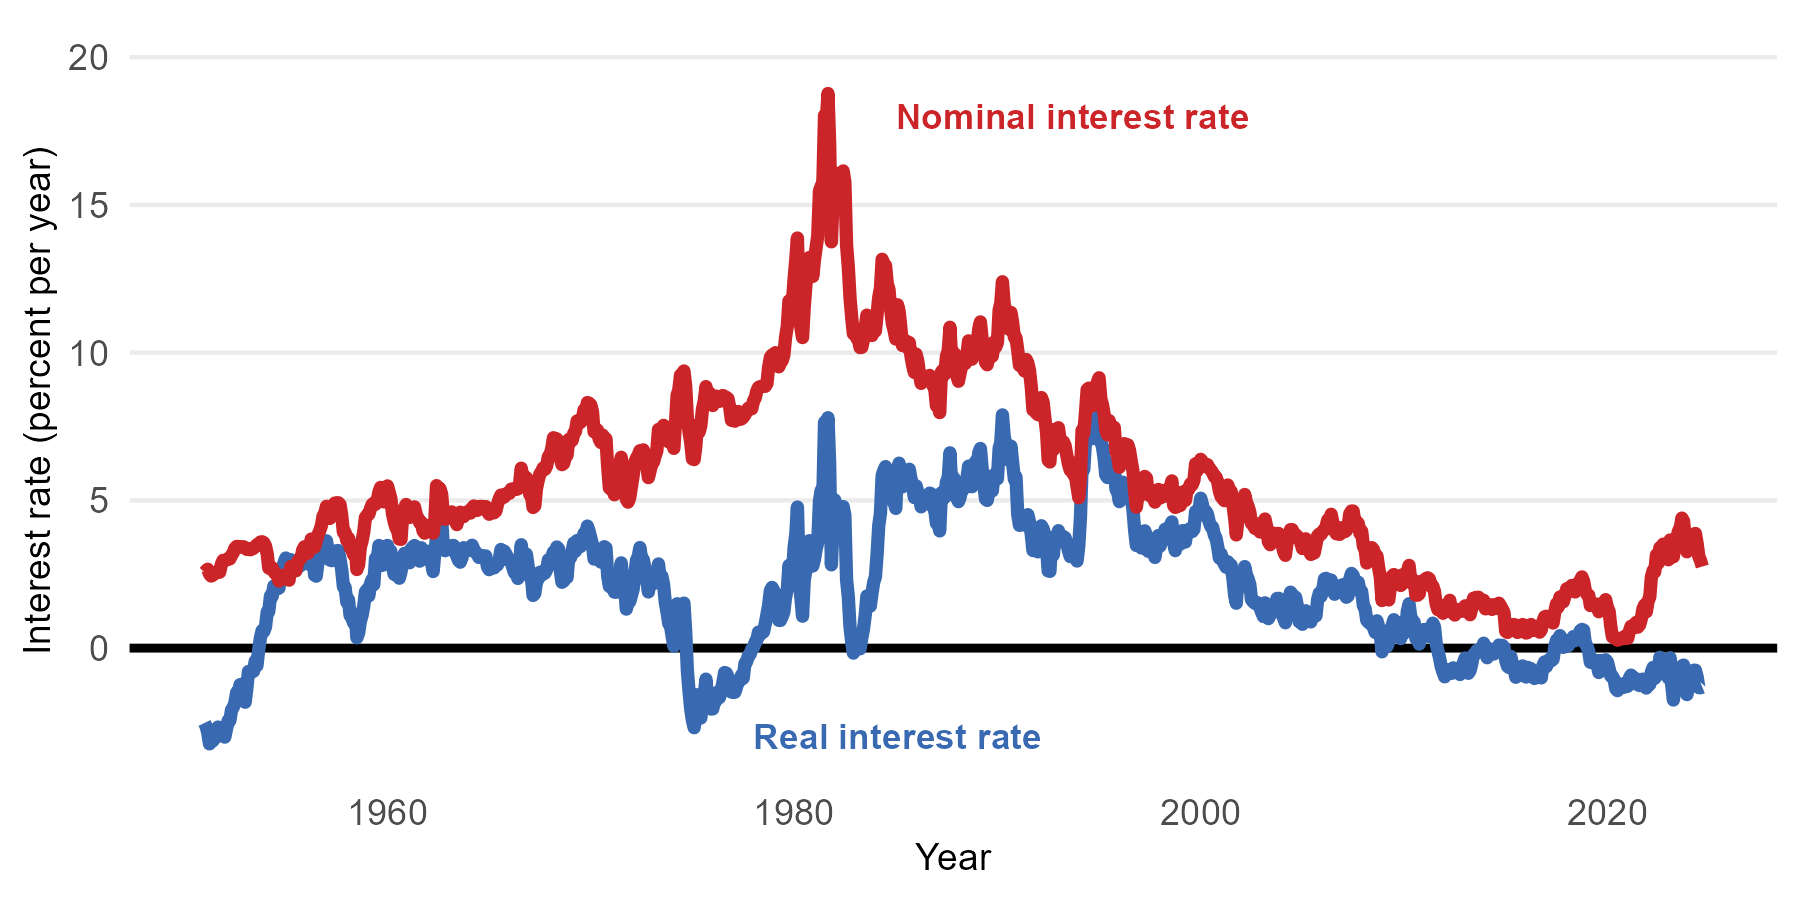 20
Nominal interest rate
15
10
5
0
Interest rate (percent per year)
Real interest rate
1960
1980
2000
2020
Year